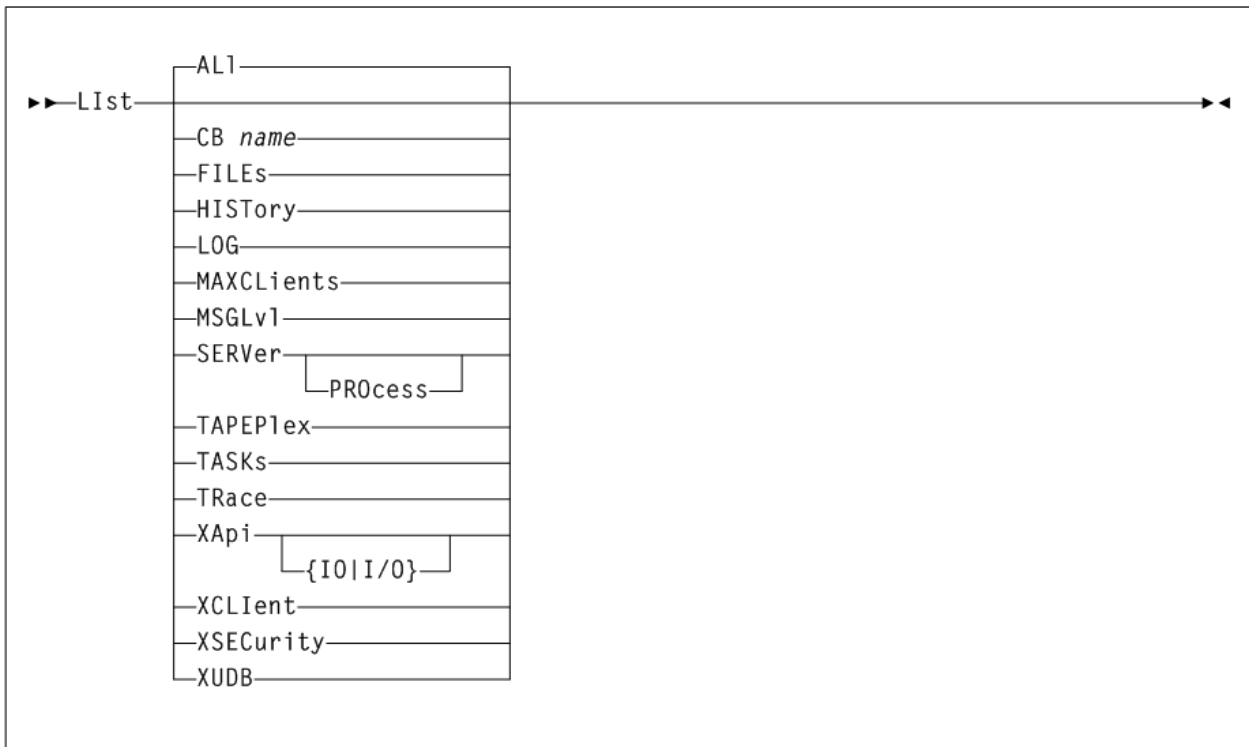 ALl
LIst
CB name
FILEs
HISTory
LOG
MAXCLients
MSGLvl
SERVer
PROcess
TAPEPlex
TASKs
TRace
XApi
{IO|I/O}
XCLIent
XSECurity
XUDB